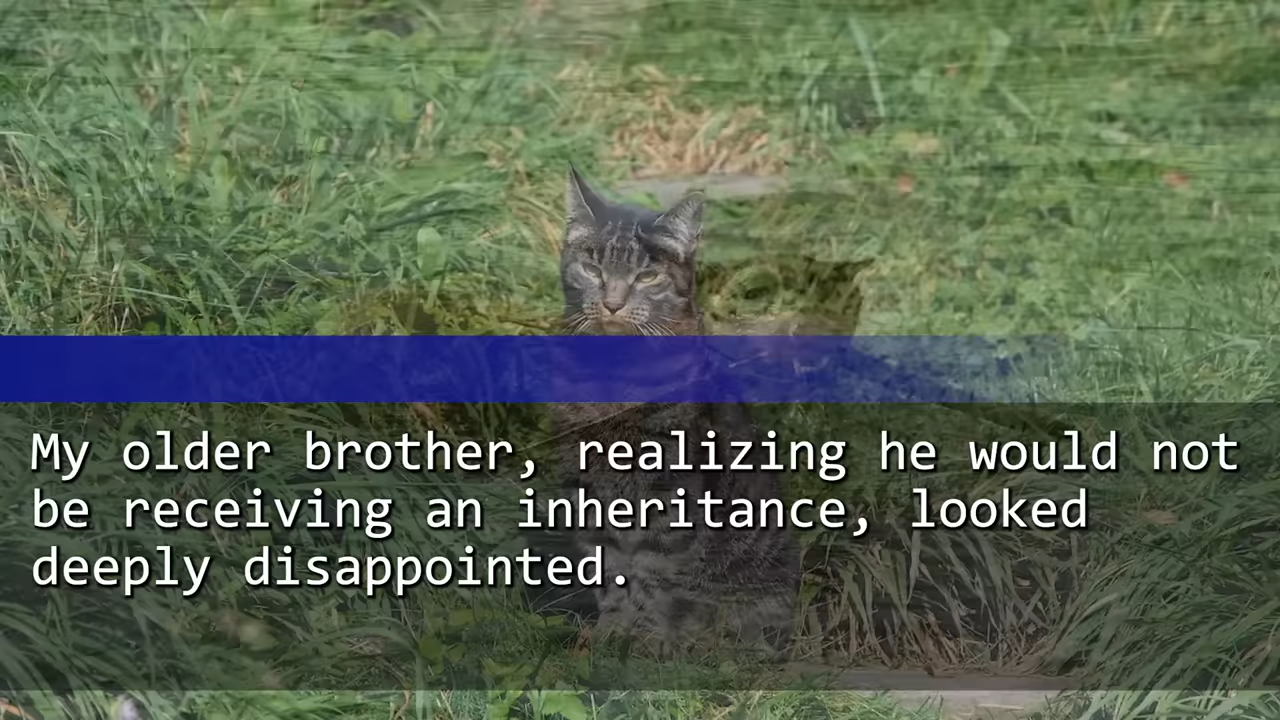 My older brother, realizing he would not
be receiving an inheritance, looked
deeply disappointed.